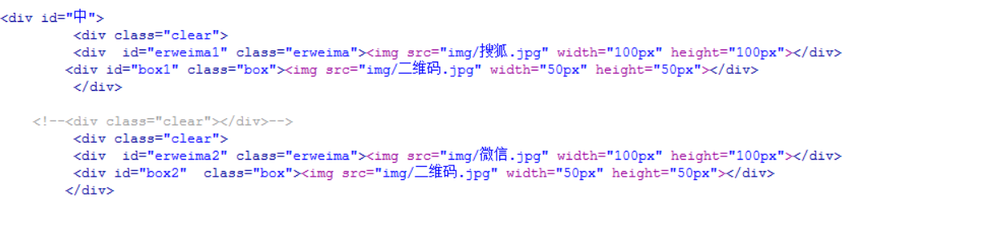 <div id="中">
<div class="clear">
<div  id="erweima1" class="erweima"><img src="img/搜狐.jpg" width="100px" height="100px"></div>
<div id="box1" class="box"><img src="img/二维码.jpg" width="50px" height="50px"></div>
</div>
<!--<div class="clear"></div>-->
<div class="clear">
<div  id="erweima2" class="erweima"><img src="img/微信.jpg" width="100px" height="100px"></div>
<div id="box2"  class="box"><img src="img/二维码.jpg" width="50px" height="50px"></div>
</div>